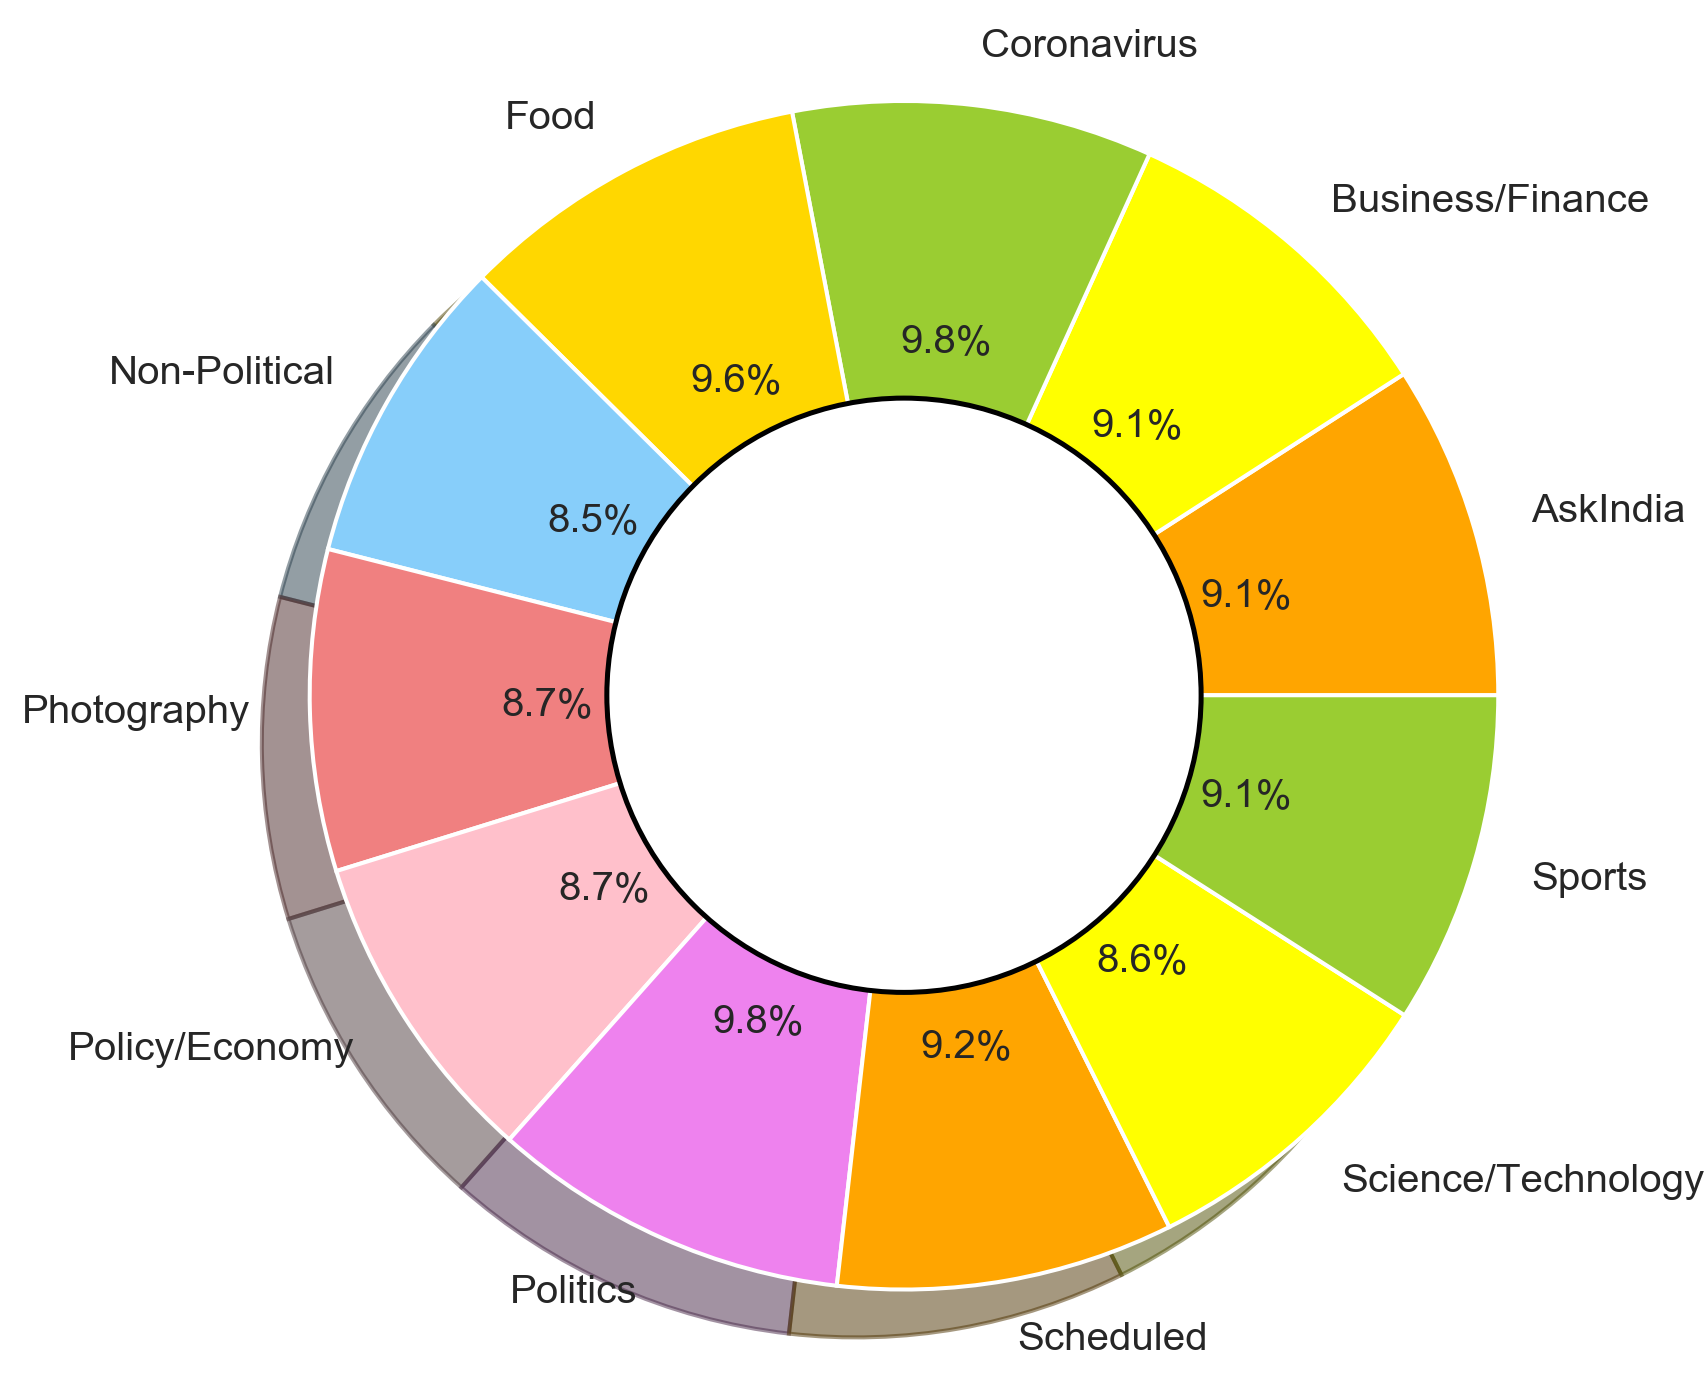 Coronavirus
Food
Business/Finance
9.8%
Non-Political
9.6%
9.1%
AskIndia
8.5%
9.1%
Photography
8.7%
9.1%
Sports
8.7%
8.6%
Policy/Economy
9.8%
9.2%
Science/Technology
Politics
Scheduled